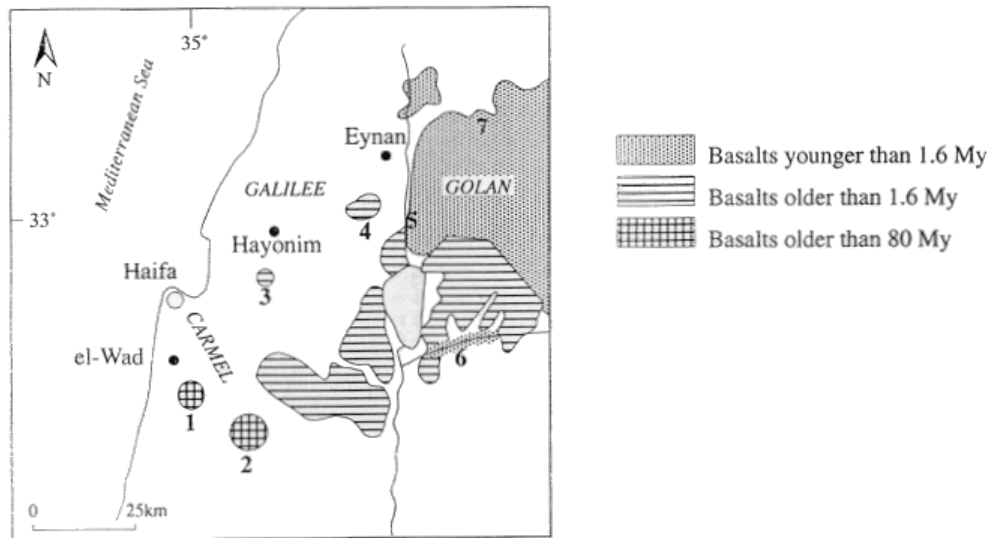 35°
N
Mediterranean Sea
7
Eynan
GALILEE
GOLAN
33°
5
4
Hayonim
Haifa
3
CARMEL
6
el-Wad
1
2
0 25km
Basalts younger than 1.6 My
Basalts older than 1.6 My
Basalts older than 80 My